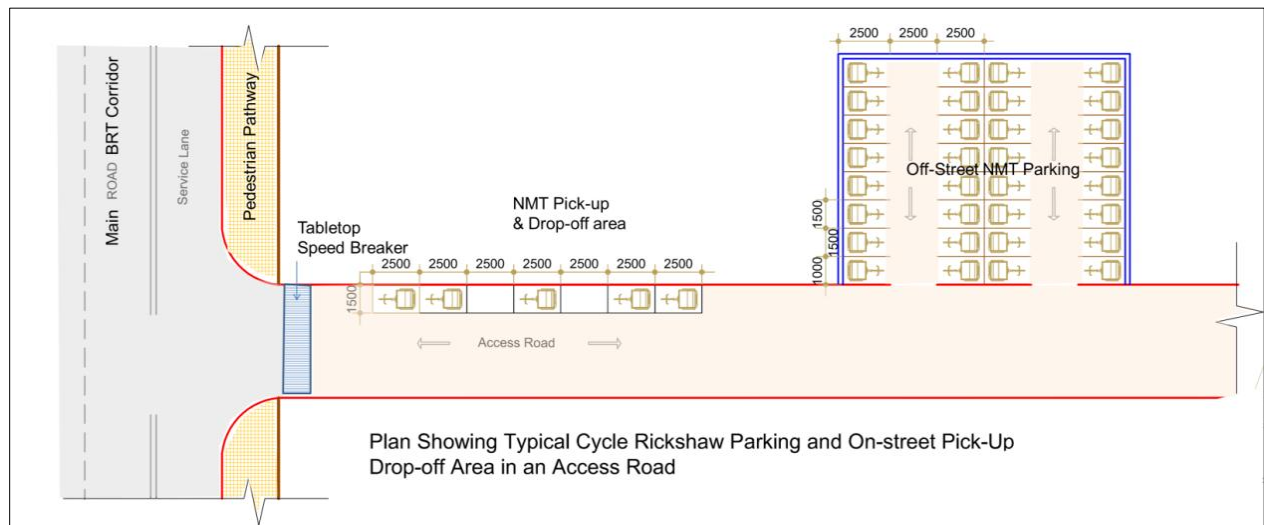 Main ROAD BRT Corridor
Service Lane
Pedestrian Pathway
Tabletop
Speed Breaker
NMT Pick-up
& Drop-off area
2500 2500 2500 2500 2500 2500 2500
1500
Access Road
2500 2500 2500
Off-Street NMT Parking
1500
1500
1000
Plan Showing Typical Cycle Rickshaw Parking and On-street Pick-Up
Drop-off Area in an Access Road